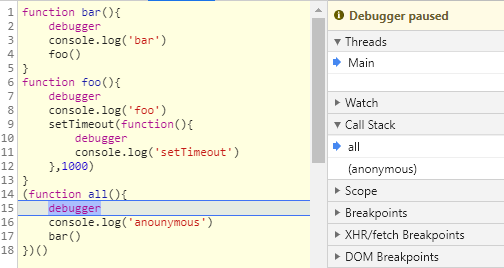 1 function bar(){
2     debugger
3     console.log('bar')
4     foo()
5 }
6 function foo(){
7     debugger
8     console.log('foo')
9     setTimeout(function(){
10         debugger
11         console.log('setTimeout')
12     },1000)
13 }
14 (function all(){
15     debugger
16     console.log('anounymous')
17     bar()
18 })()
Debugger paused
Threads
Main
Watch
Call Stack
all
(anonymous)
Scope
Breakpoints
XHR/fetch Breakpoints
DOM Breakpoints